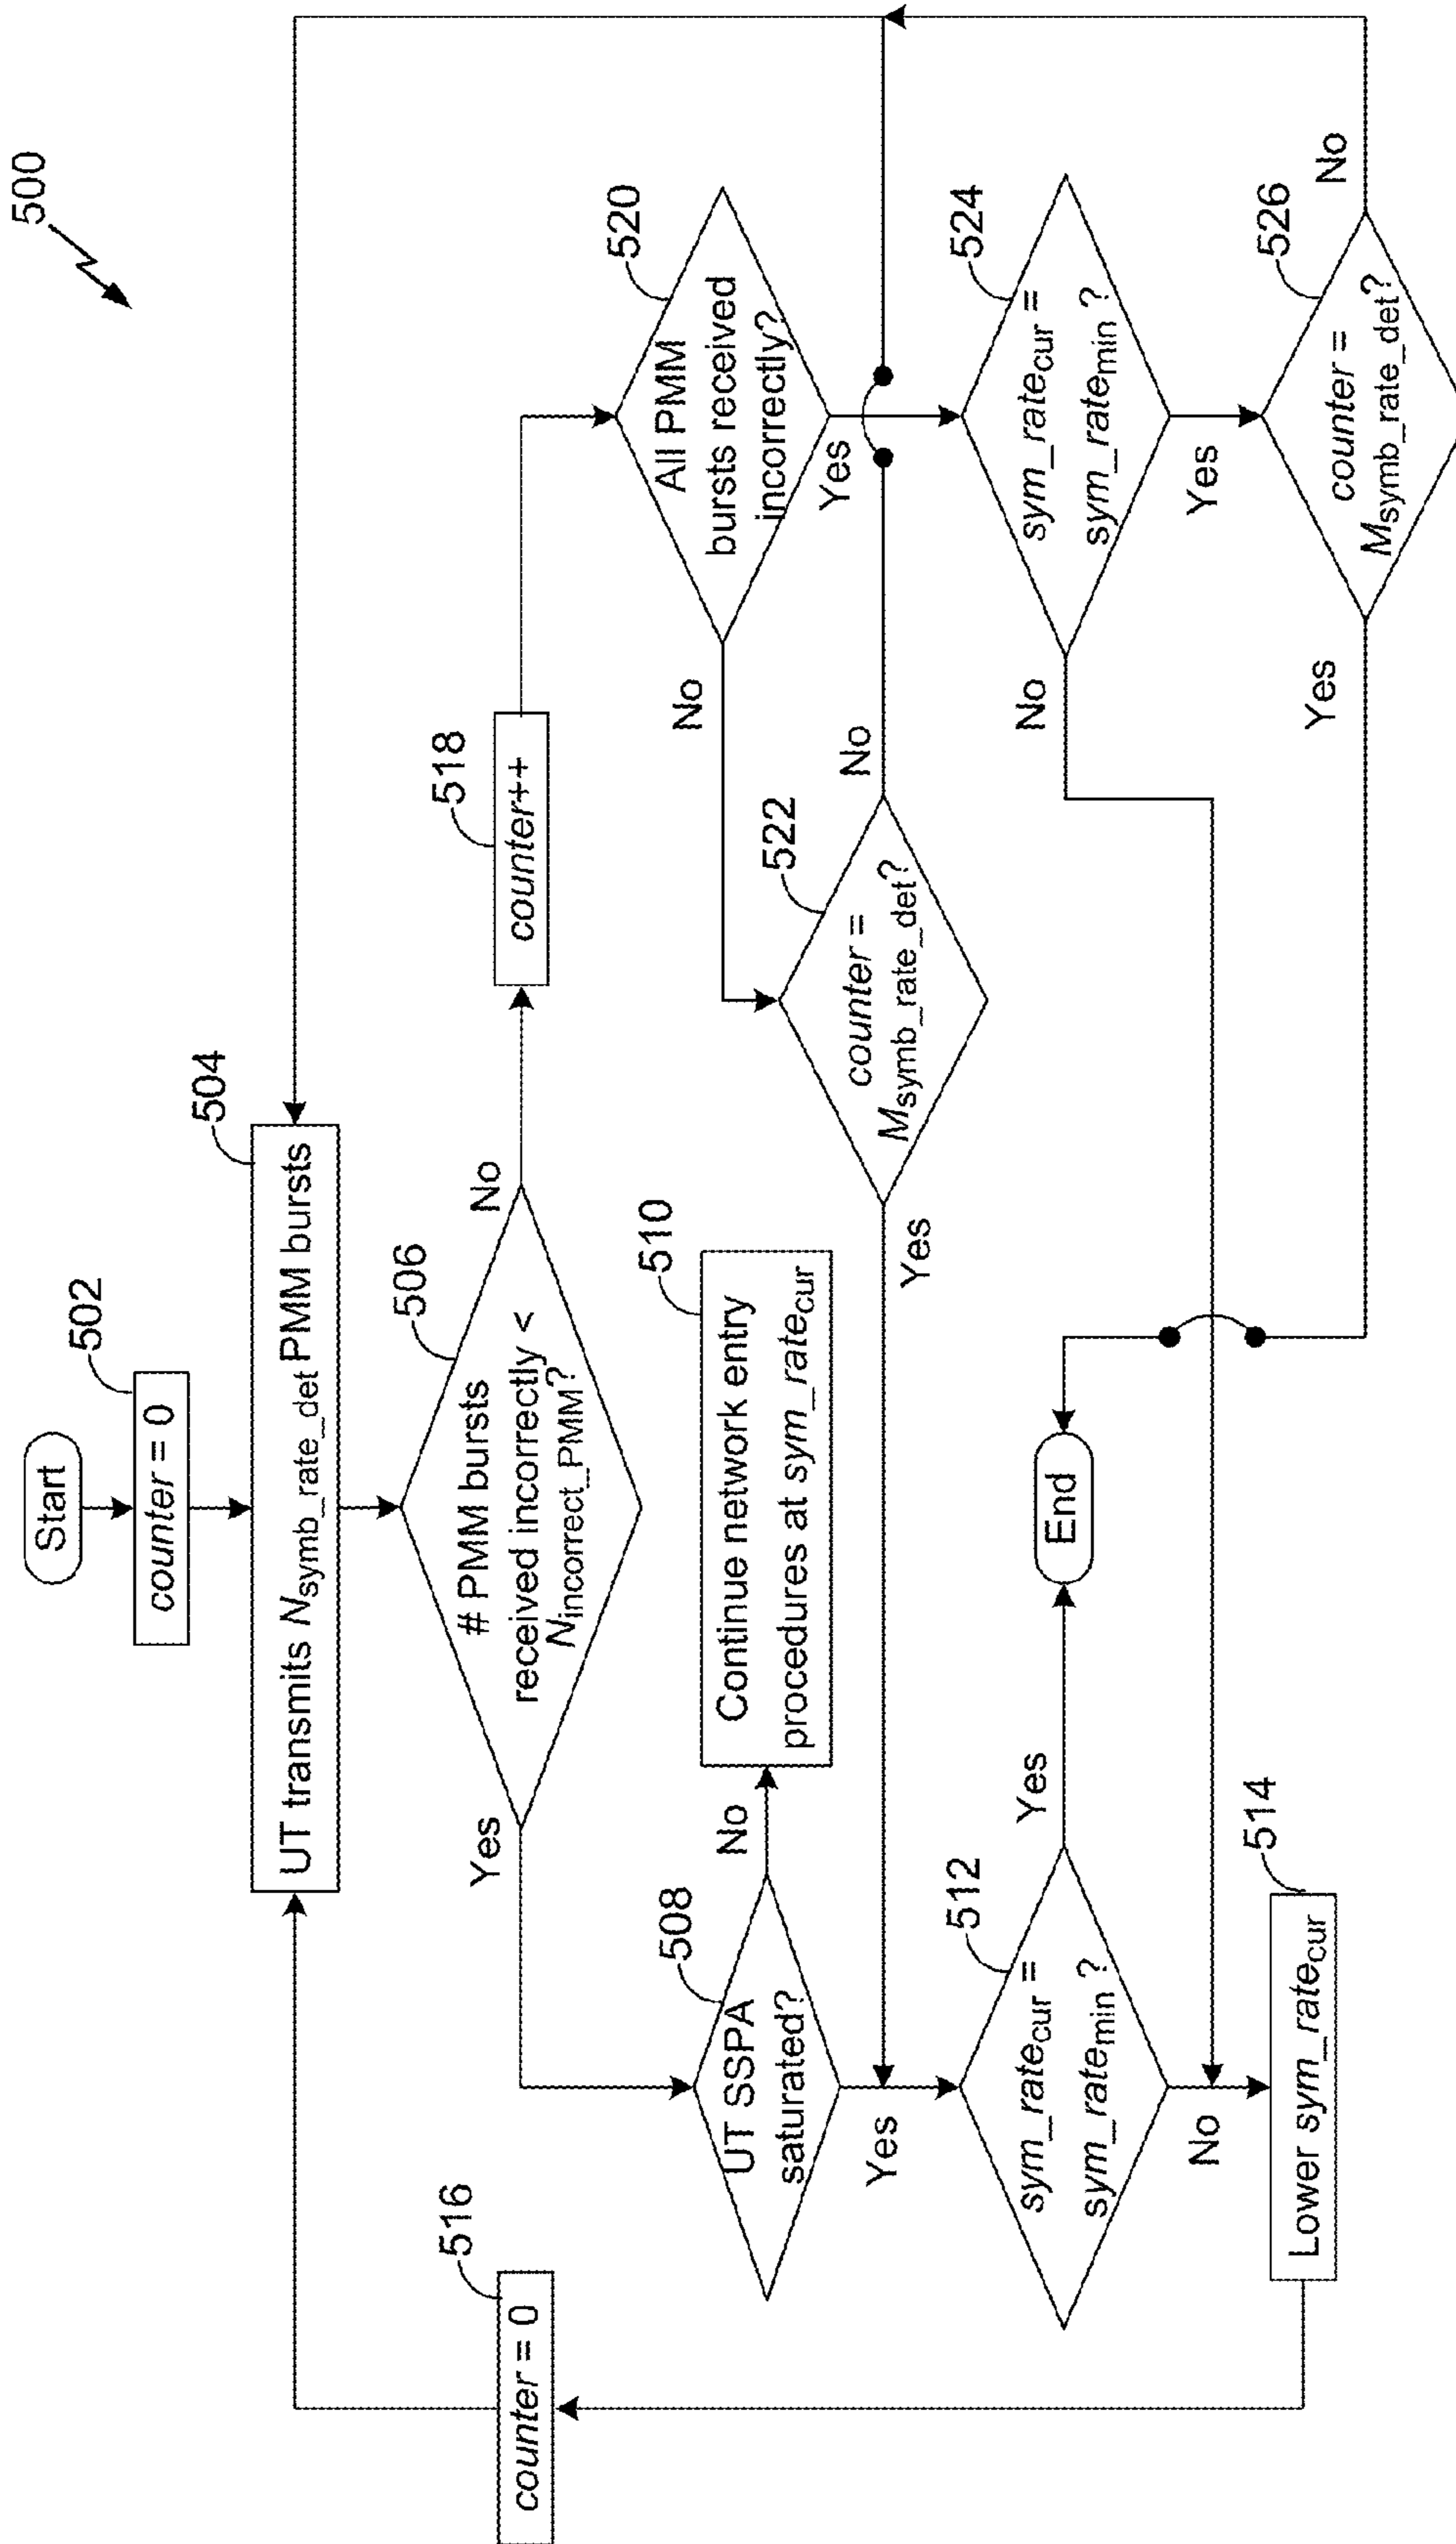 500
Start
502
counter = 0
504
UT transmits Nsymb_rate_det PMM bursts
506
# PMM bursts
received incorrectly <
Nincorrect_PMM?
Yes
No
508
UT SSPA
saturated?
No
Yes
510
Continue network entry
procedures at sym_ratecur
512
sym_ratecur =
sym_ratemin ?
Yes
No
End
514
Lower sym_ratecur
516
counter = 0
518
counter++
520
All PMM
bursts received
incorrectly?
No
Yes
522
counter =
Msymb_rate_det?
Yes
No
524
sym_ratecur =
sym_ratemin ?
No
Yes
526
counter =
Msymb_rate_det?
Yes
No